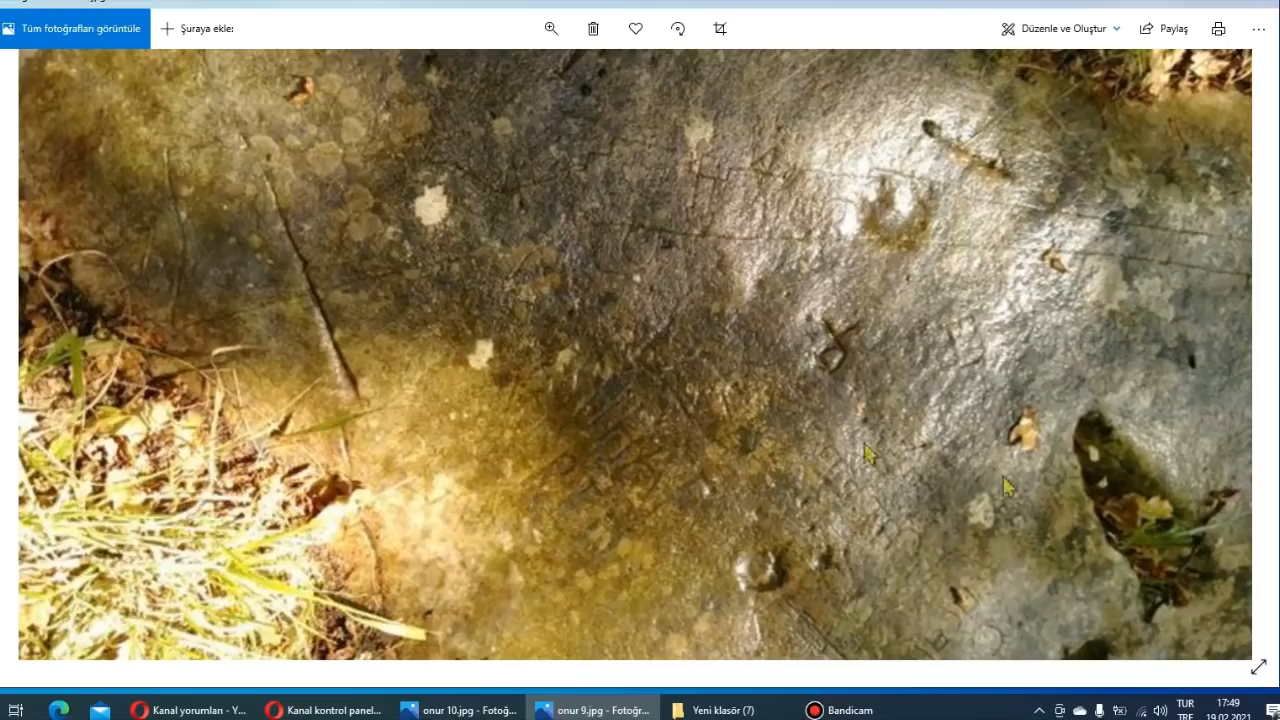 Tüm fotoğrafları görüntüle
Şuraya ekle:
Düzenle ve Oluştur
Paylaş
Kanal yorumları - Y...
Kanal kontrol panel...
onur 10.jpg - Fotoğ...
onur 9.jpg - Fotoğr...
Yeni klasör (7)
Bandicam
TUR
17:49
TRF
19.02.2021